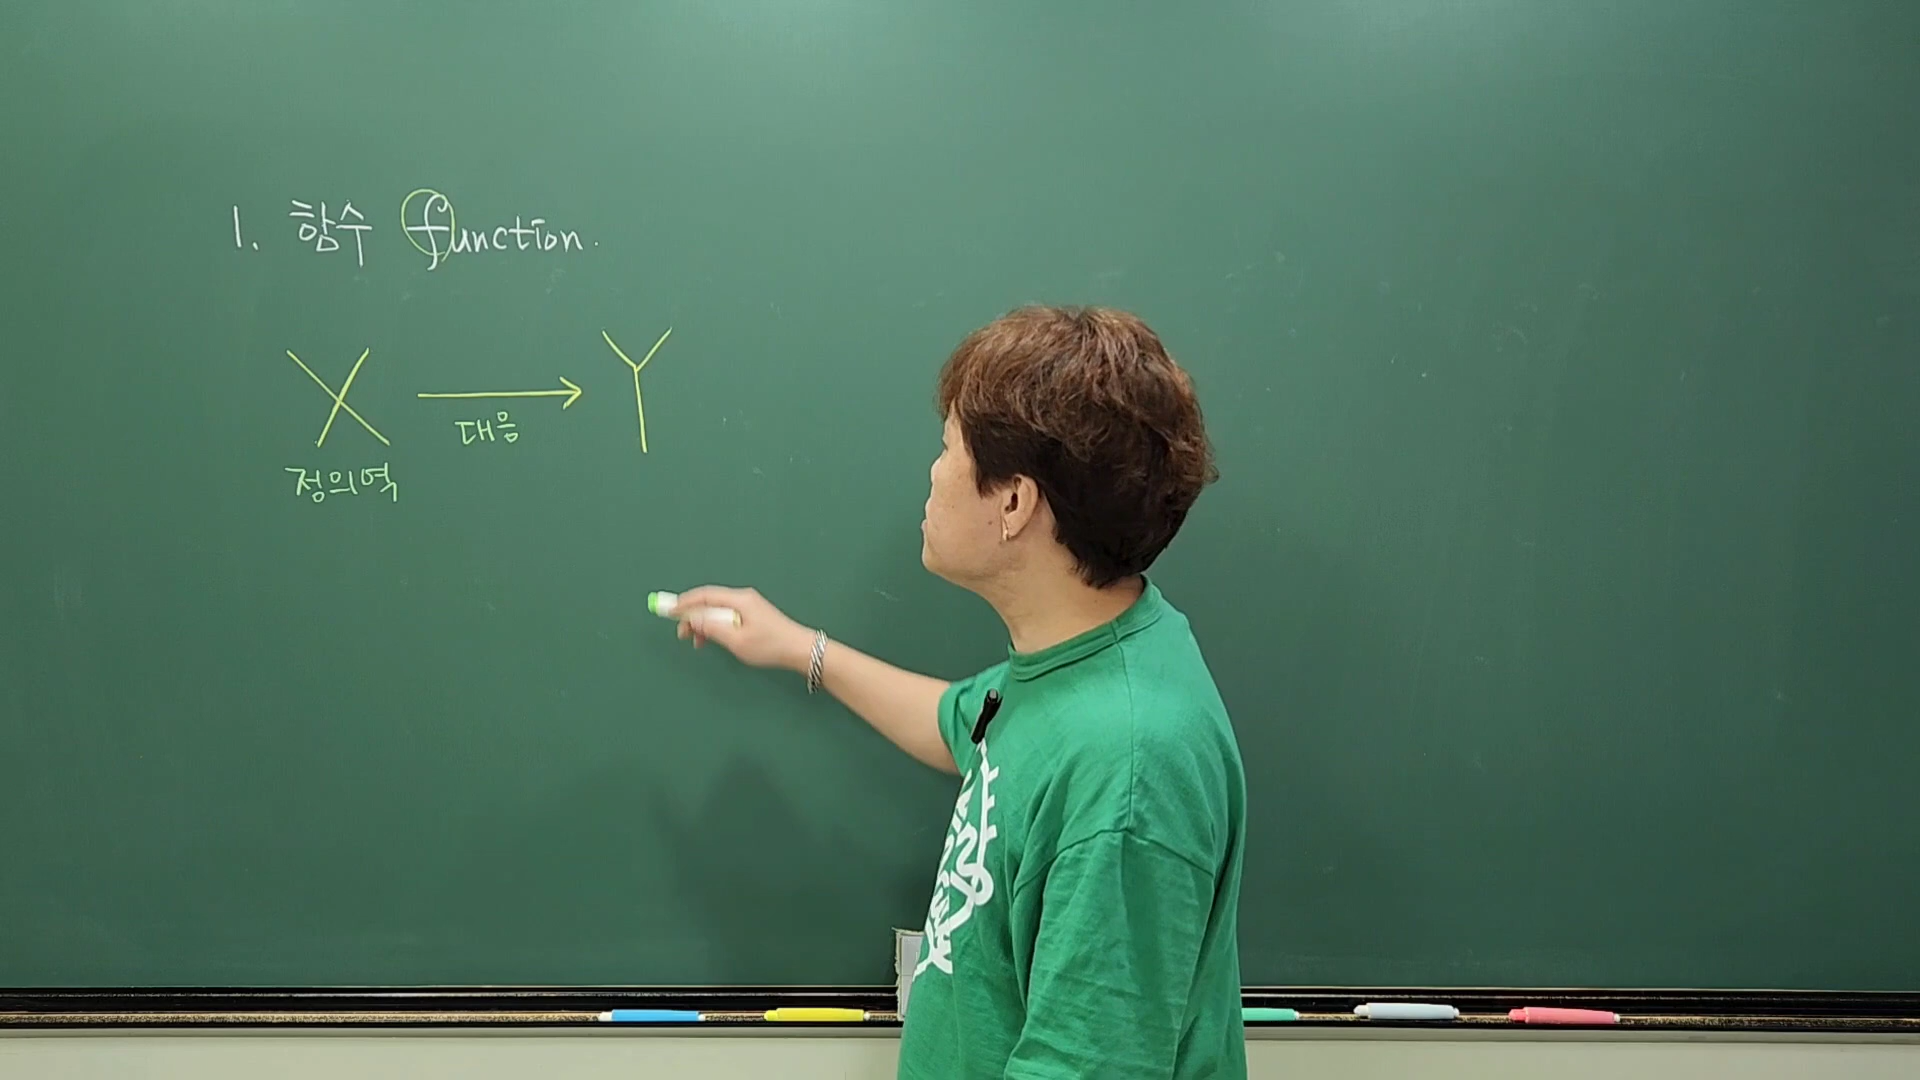 1. 함수 function.
X → Y
대응
정의역